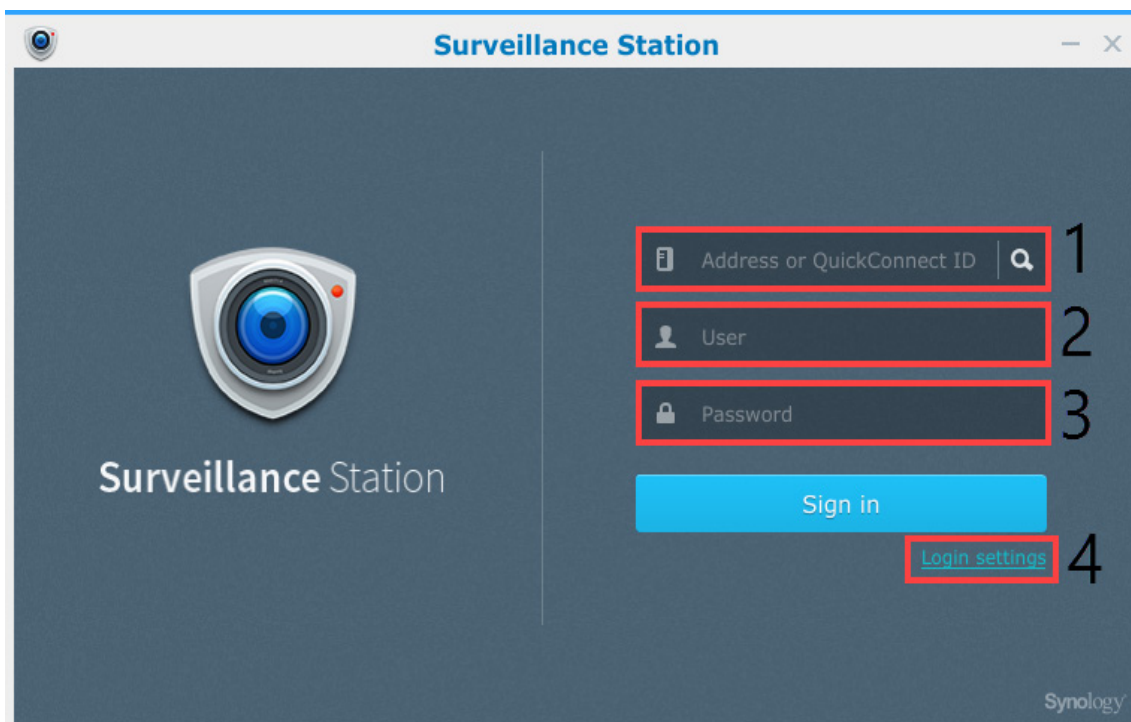 Surveillance Station
Address or QuickConnect ID
1
User
2
Password
3
Surveillance Station
Sign in
Login settings
4
Synology